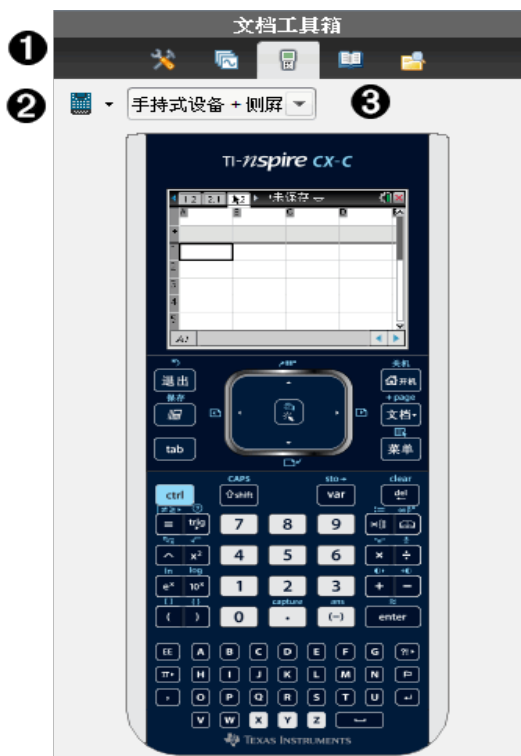 文档工具箱
❶
❷ 手持式设备 + 侧屏 ❸
TI-nspire CX-C
1.2 2.1 2.2 *未保存
A B C D
1
2
3
4
5
A1
关机
退出 开机
保存 +page
文档
tab 菜单
CAPS sto→ clear
ctrl ⇧shift var del
= trig 7 8 9
^ x² 4 5 6 × ÷
ln log
eˣ 10ˣ 1 2 3 + −
[ ] { } capture ans
( ) 0 . (−) enter
EE A B C D E F G ?!▸
π▸ H I J K L M N
, O P Q R S T U ↵
V W X Y Z
TEXAS INSTRUMENTS